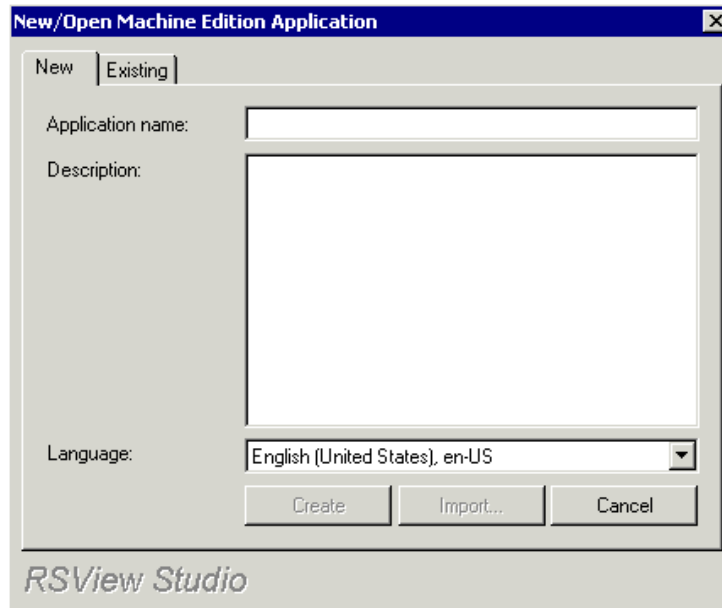 New/Open Machine Edition Application
New
Existing
Application name:
Description:
Language:
English (United States), en-US
Create
Import...
Cancel
RSView Studio